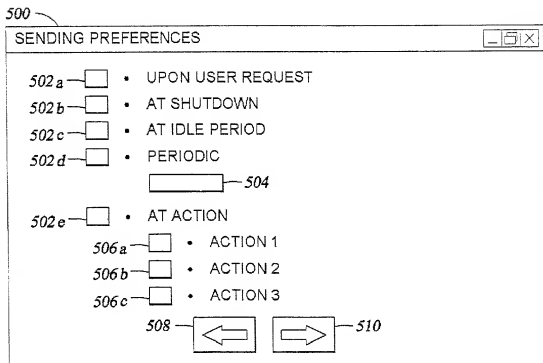 500
SENDING PREFERENCES
502a • UPON USER REQUEST
502b • AT SHUTDOWN
502c • AT IDLE PERIOD
502d • PERIODIC
504
502e • AT ACTION
506a • ACTION 1
506b • ACTION 2
506c • ACTION 3
508 510